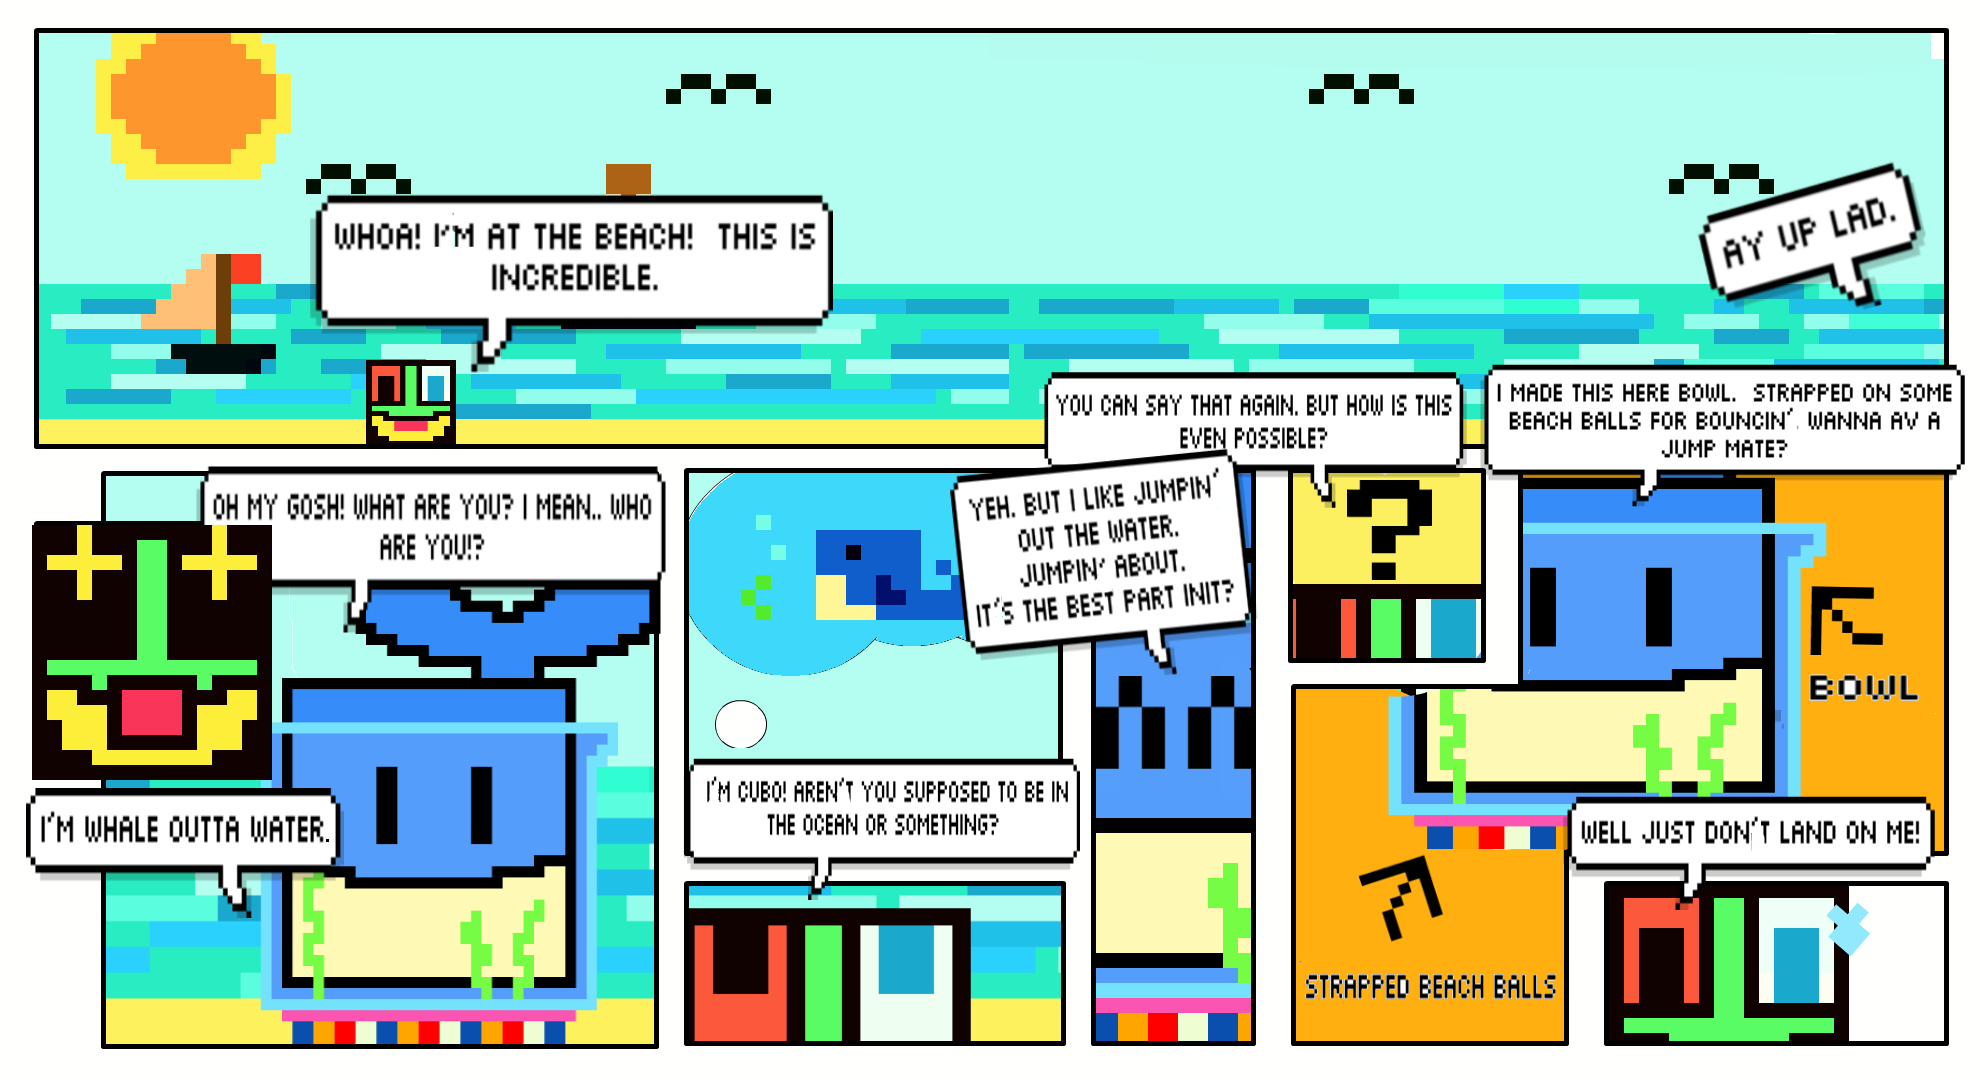 WHOA! I'M AT THE BEACH! THIS IS
INCREDIBLE.
AY UP LAD.
OH MY GOSH! WHAT ARE YOU? I MEAN.. WHO
ARE YOU!?
I'M WHALE OUTTA WATER.
I'M CUBO! AREN'T YOU SUPPOSED TO BE IN
THE OCEAN OR SOMETHING?
YEH. BUT I LIKE JUMPIN'
OUT THE WATER.
JUMPIN' ABOUT.
IT'S THE BEST PART INIT?
YOU CAN SAY THAT AGAIN. BUT HOW IS THIS
EVEN POSSIBLE?
?
I MADE THIS HERE BOWL. STRAPPED ON SOME
BEACH BALLS FOR BOUNCIN'. WANNA AV A
JUMP MATE?
BOWL
STRAPPED BEACH BALLS
WELL JUST DON'T LAND ON ME!